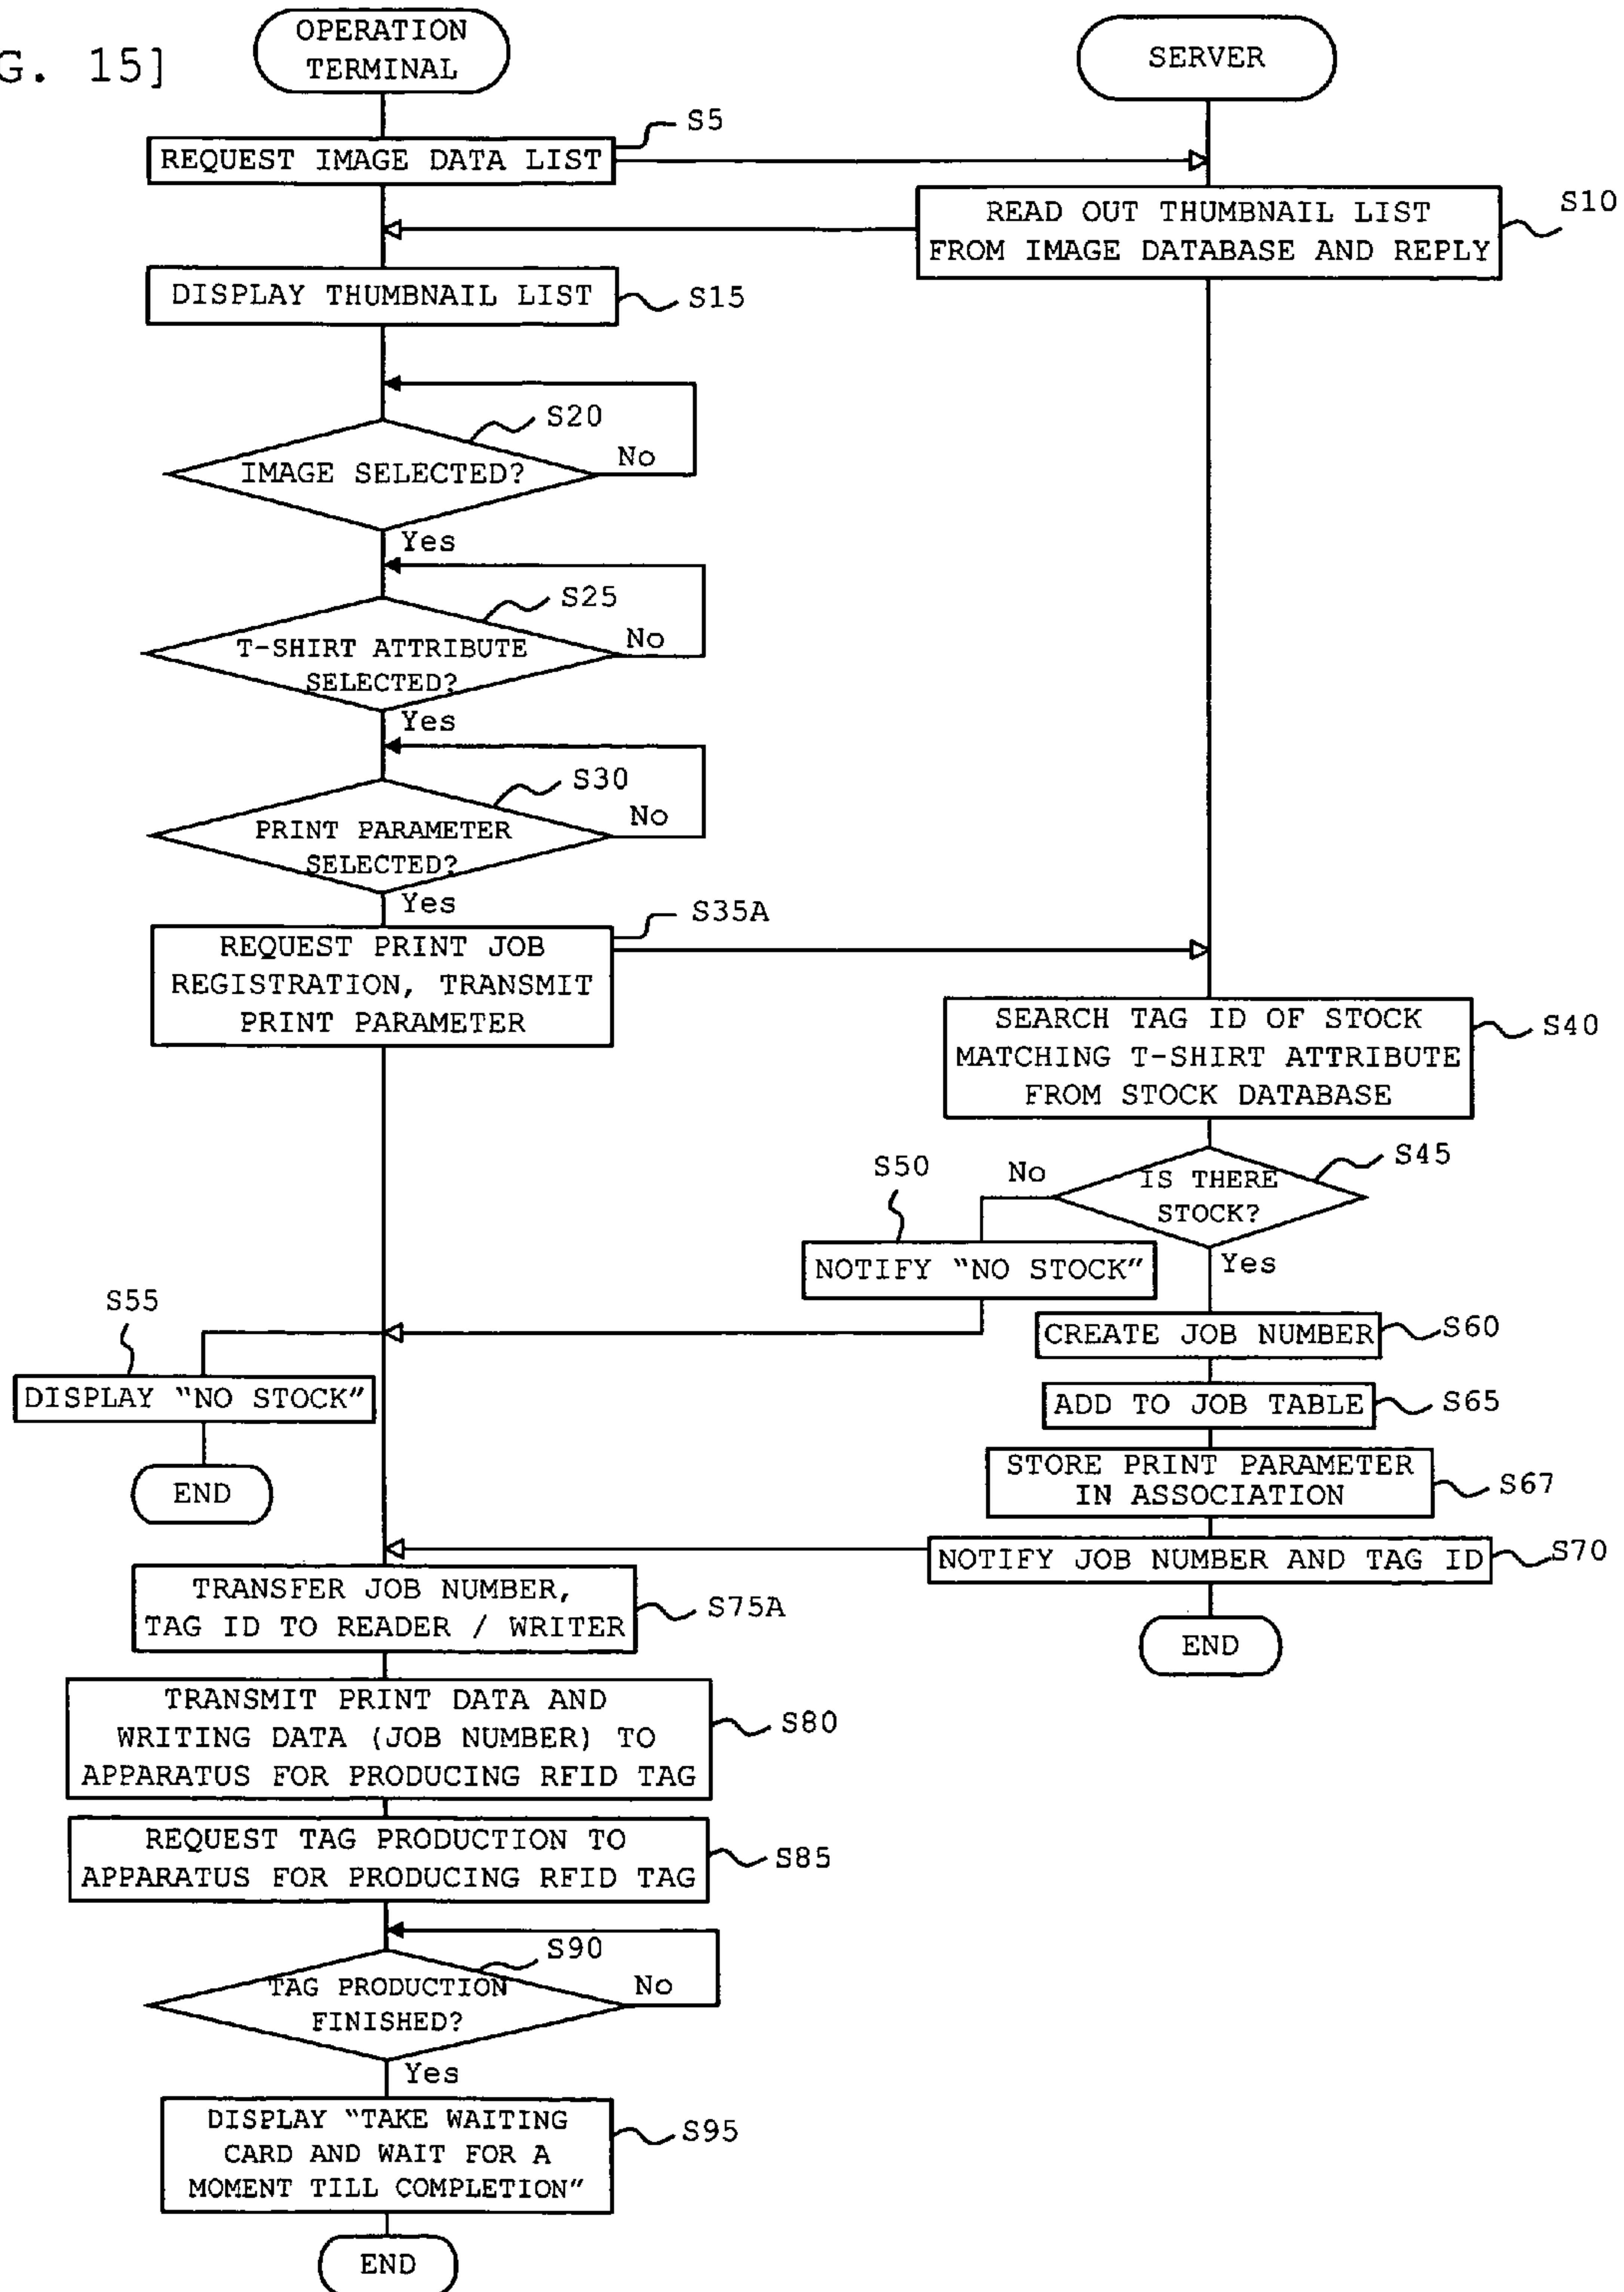 G. 15]
OPERATION
TERMINAL
SERVER
S5
REQUEST IMAGE DATA LIST
S10
READ OUT THUMBNAIL LIST
FROM IMAGE DATABASE AND REPLY
DISPLAY THUMBNAIL LIST
S15
S20
IMAGE SELECTED?
No
Yes
S25
T-SHIRT ATTRIBUTE
SELECTED?
No
Yes
S30
PRINT PARAMETER
SELECTED?
No
Yes
S35A
REQUEST PRINT JOB
REGISTRATION, TRANSMIT
PRINT PARAMETER
SEARCH TAG ID OF STOCK
MATCHING T-SHIRT ATTRIBUTE
FROM STOCK DATABASE
S40
S45
IS THERE
STOCK?
No
Yes
S50
NOTIFY “NO STOCK”
S55
DISPLAY “NO STOCK”
END
CREATE JOB NUMBER
S60
ADD TO JOB TABLE
S65
STORE PRINT PARAMETER
IN ASSOCIATION
S67
NOTIFY JOB NUMBER AND TAG ID
S70
END
TRANSFER JOB NUMBER,
TAG ID TO READER / WRITER
S75A
TRANSMIT PRINT DATA AND
WRITING DATA (JOB NUMBER) TO
APPARATUS FOR PRODUCING RFID TAG
S80
REQUEST TAG PRODUCTION TO
APPARATUS FOR PRODUCING RFID TAG
S85
S90
TAG PRODUCTION
FINISHED?
No
Yes
DISPLAY “TAKE WAITING
CARD AND WAIT FOR A
MOMENT TILL COMPLETION”
S95
END